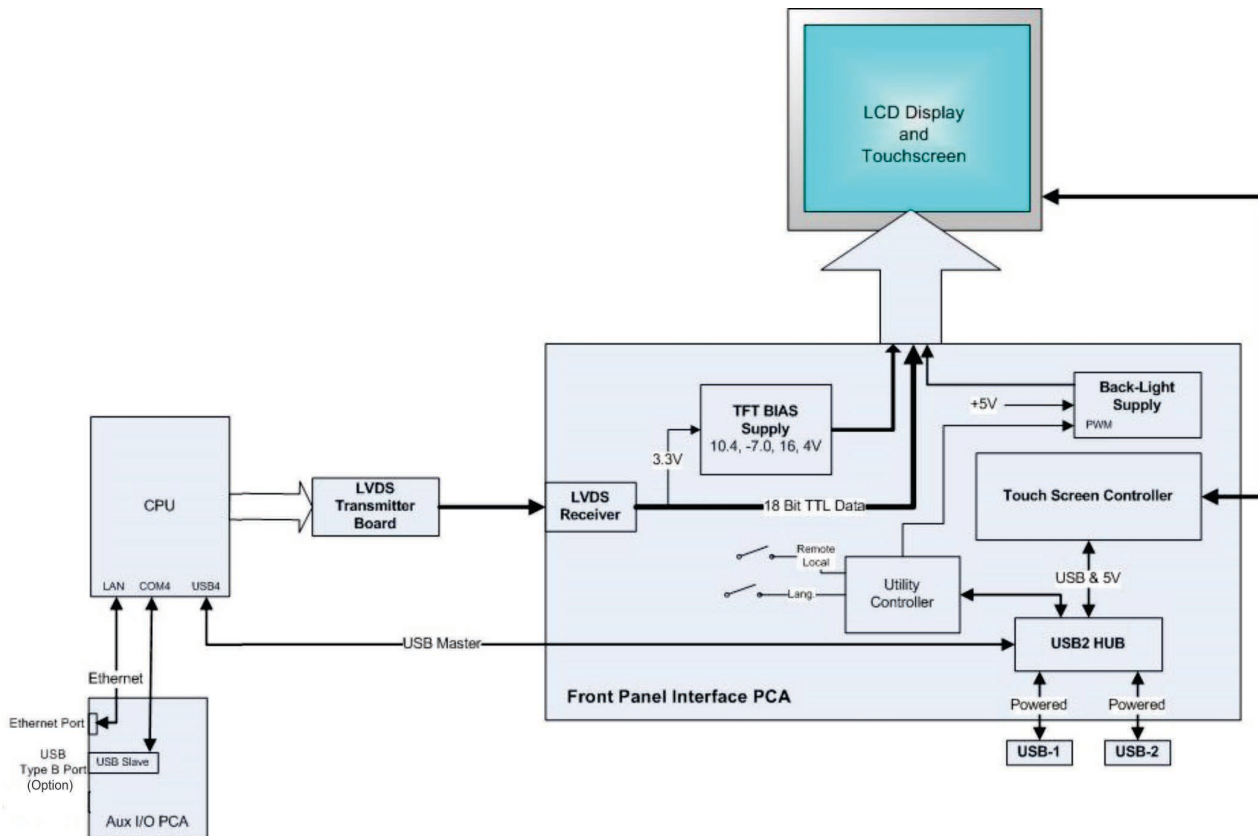 LCD Display
and
Touchscreen
Back-Light
Supply
+5V
PWM
TFT BIAS
Supply
10.4, -7.0, 16, 4V
3.3V
CPU
LVDS
Transmitter
Board
LVDS
Receiver
18 Bit TTL Data
Touch Screen Controller
Remote
Local
Lang.
Utility
Controller
USB & 5V
LAN COM4 USB4
USB Master
USB2 HUB
Ethernet
Front Panel Interface PCA
Powered Powered
USB-1 USB-2
Ethernet Port
USB
Type B Port
(Option)
USB Slave
Aux I/O PCA